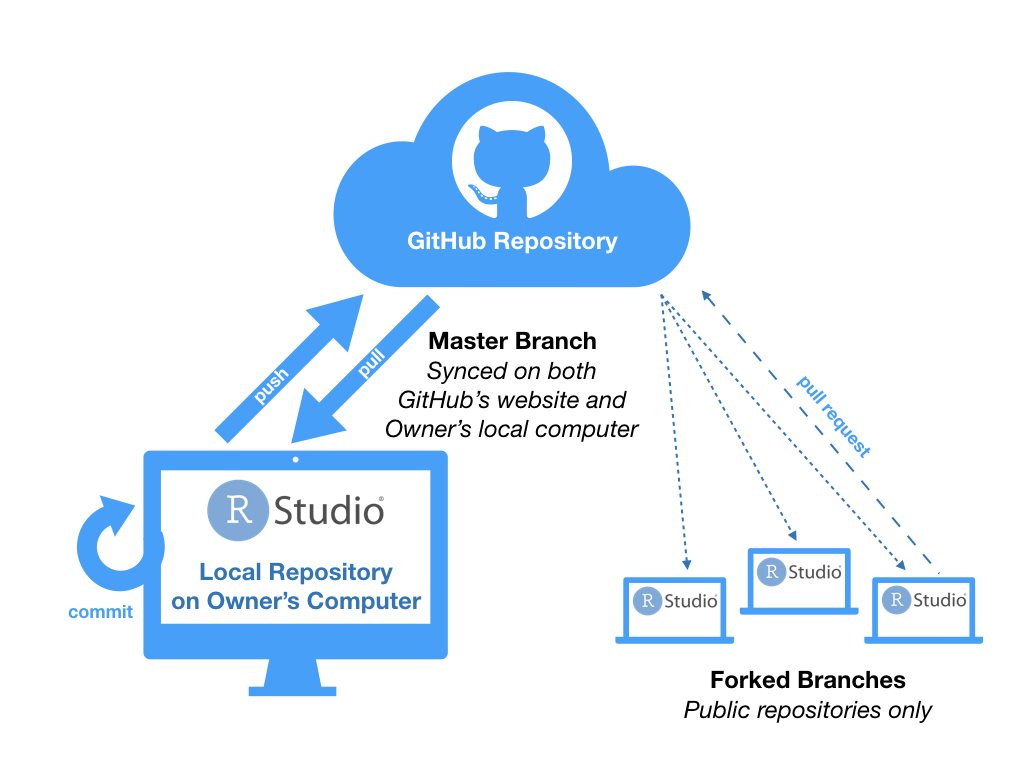 GitHub Repository
push
pull
Master Branch
Synced on both
GitHub's website and
Owner's local computer
pull request
R Studio®
Local Repository
on Owner's Computer
commit
R Studio
R Studio
R Studio
Forked Branches
Public repositories only